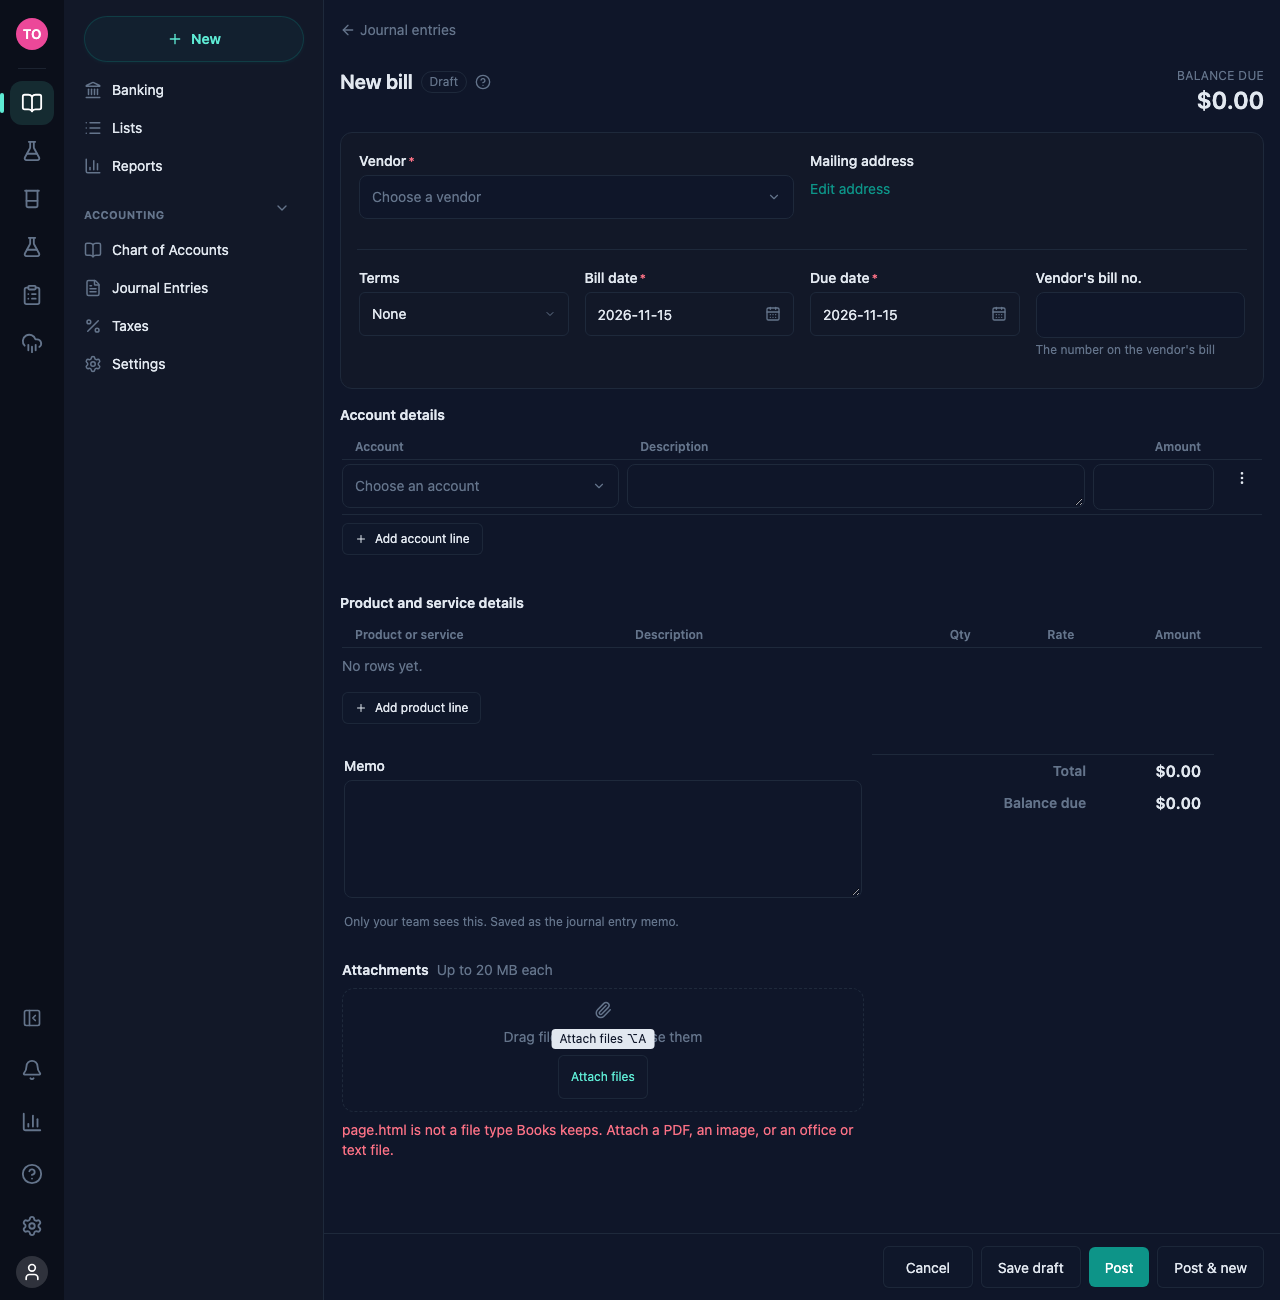 TO
New
Banking
Lists
Reports
ACCOUNTING
Chart of Accounts
Journal Entries
Taxes
Settings
Journal entries
New bill
Draft
BALANCE DUE
$0.00
Vendor*
Choose a vendor
Mailing address
Edit address
Terms
None
Bill date*
2026-11-15
Due date*
2026-11-15
Vendor's bill no.
The number on the vendor's bill
Account details
Account Description Amount
Choose an account
Add account line
Product and service details
Product or service Description Qty Rate Amount
No rows yet.
Add product line
Memo
Only your team sees this. Saved as the journal entry memo.
Total $0.00
Balance due $0.00
Attachments Up to 20 MB each
Drag
them
Attach files ⌥A
Attach files
page.html is not a file type Books keeps. Attach a PDF, an image, or an office or
text file.
Cancel
Save draft
Post
Post & new